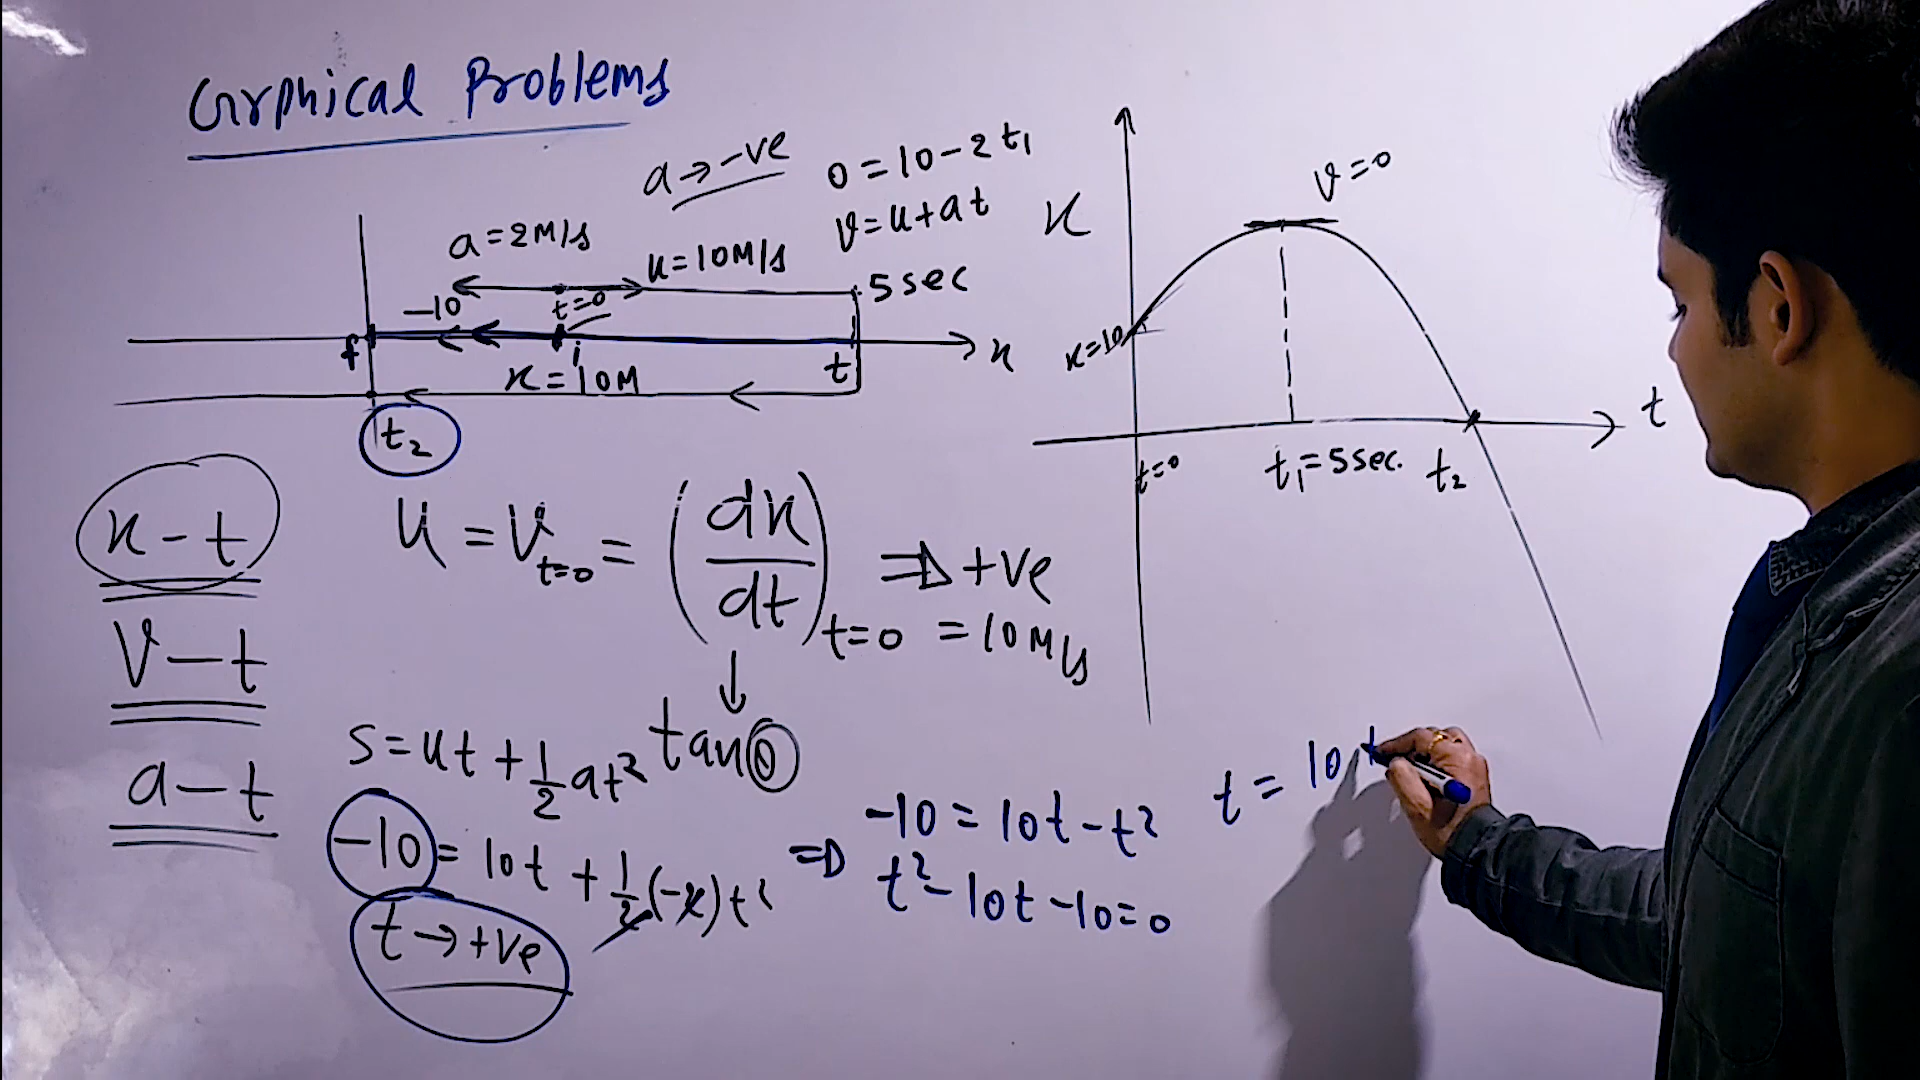 Grphical Problems
a→-ve
0=10-2t₁
v=u+at
a=2M/s
u=10M/s
5sec
-10
t=0
f
i
x=10M
t
x
t₂
x
v=0
x=10
t=0
t₁=5sec.
t₂
t
x-t
v-t
a-t
u=v_{t=0}=(dx/dt)_{t=0} ⇒ +ve
=10M/s
↓
tanθ
s=ut+½at²
-10=10t+½(-2)t²
t→+ve
⇒ -10=10t-t²
t²-10t-10=0
t=10±